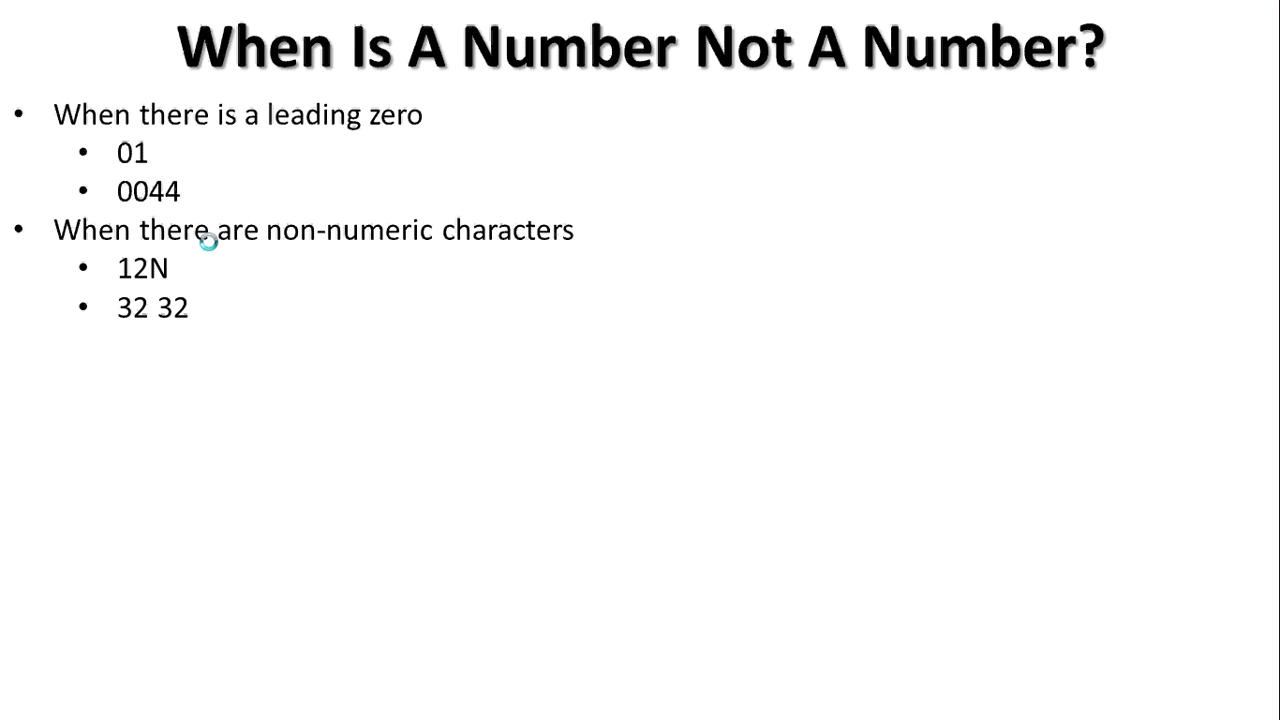 When Is A Number Not A Number?
• When there is a leading zero
• 01
• 0044
• When there are non-numeric characters
• 12N
• 32 32